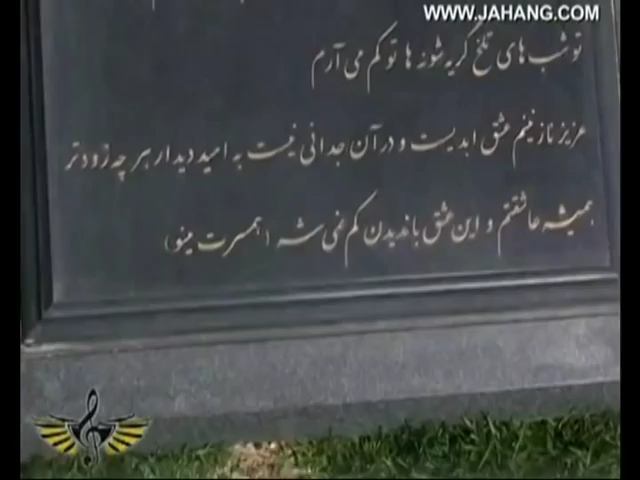 WWW.JAHANG.COM
تو شب های تلخ گریه شونه ها تو کم می آرم
عزیز نازنینم عشق ابدیست و در آن جدائی نیست به امید دیدار هر چه زودتر
همیشه عاشقتم و این عشق با ندیدن کم نمی شه (همسرت مینو)